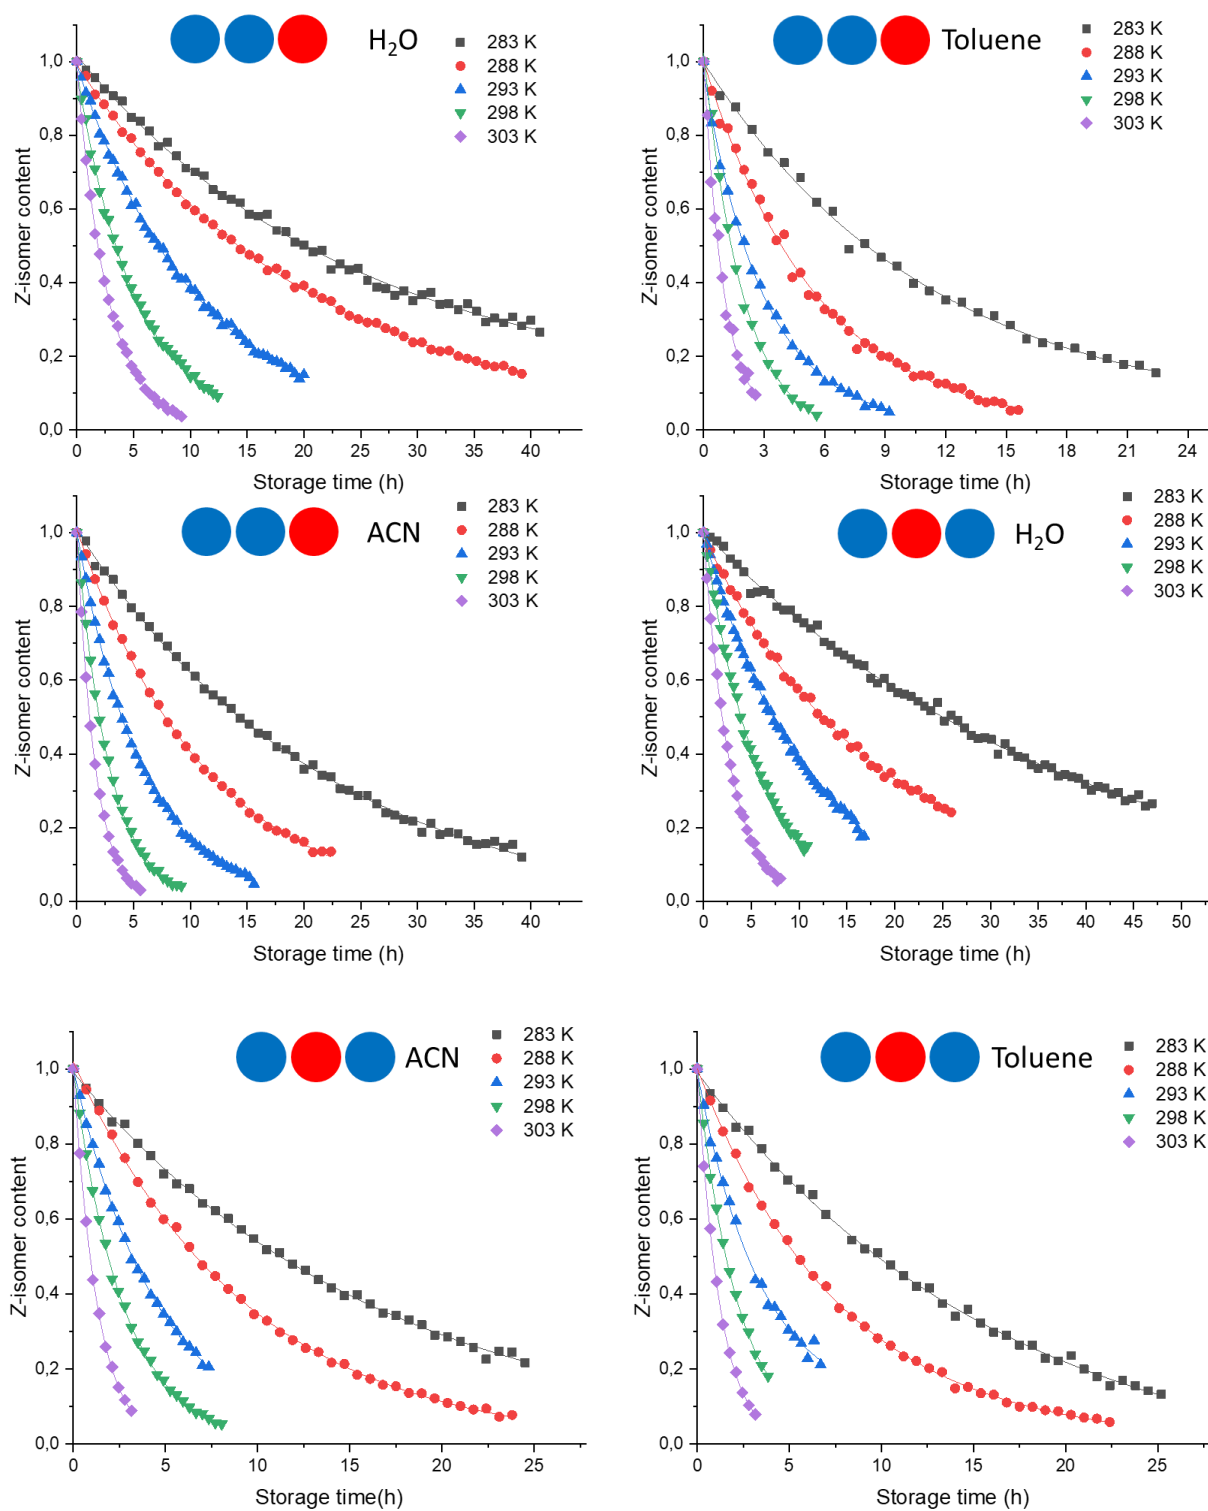 H₂O
283 K
288 K
293 K
298 K
303 K
1,0
0,8
0,6
0,4
0,2
0,0
Z-isomer content
0 5 10 15 20 25 30 35 40
Storage time (h)
Toluene
283 K
288 K
293 K
298 K
303 K
1,0
0,8
0,6
0,4
0,2
0,0
Z-isomer content
0 3 6 9 12 15 18 21 24
Storage time (h)
ACN
283 K
288 K
293 K
298 K
303 K
1,0
0,8
0,6
0,4
0,2
0,0
Z-isomer content
0 5 10 15 20 25 30 35 40
Storage time (h)
H₂O
283 K
288 K
293 K
298 K
303 K
1,0
0,8
0,6
0,4
0,2
0,0
Z-isomer content
0 5 10 15 20 25 30 35 40 45 50
Storage time (h)
ACN
283 K
288 K
293 K
298 K
303 K
1,0
0,8
0,6
0,4
0,2
0,0
Z-isomer content
0 5 10 15 20 25
Storage time(h)
Toluene
283 K
288 K
293 K
298 K
303 K
1,0
0,8
0,6
0,4
0,2
0,0
Z-isomer content
0 5 10 15 20 25
Storage time (h)